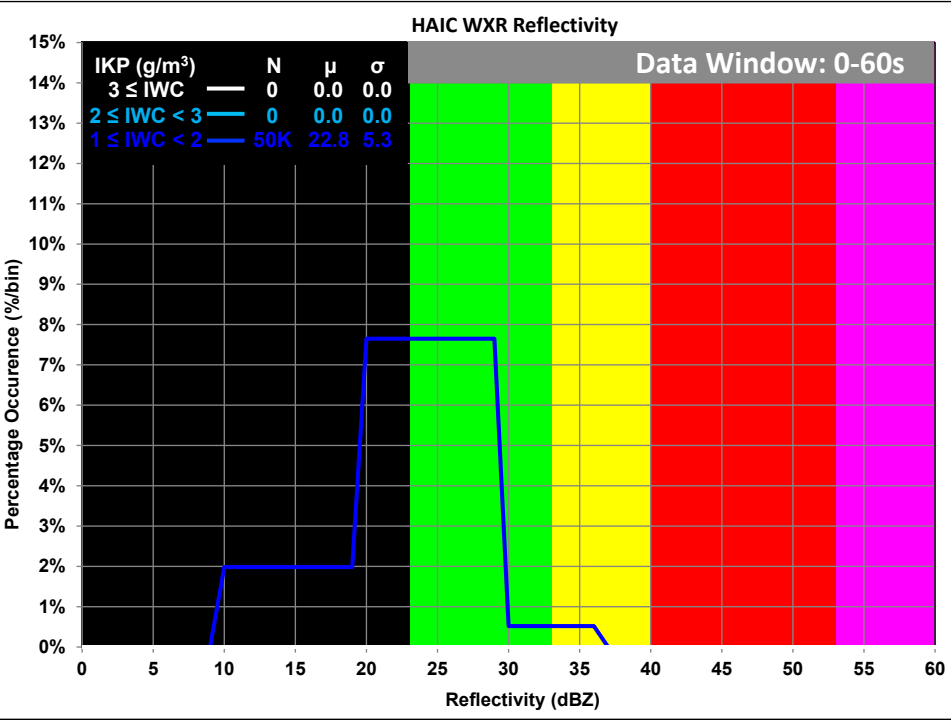 HAIC WXR Reflectivity
Data Window: 0-60s
IKP (g/m³) N μ σ
3 ≤ IWC 0 0.0 0.0
2 ≤ IWC < 3 0 0.0 0.0
1 ≤ IWC < 2 50K 22.8 5.3
15%
14%
13%
12%
11%
10%
9%
8%
7%
6%
5%
4%
3%
2%
1%
0%
Percentage Occurence (%/bin)
0 5 10 15 20 25 30 35 40 45 50 55 60
Reflectivity (dBZ)